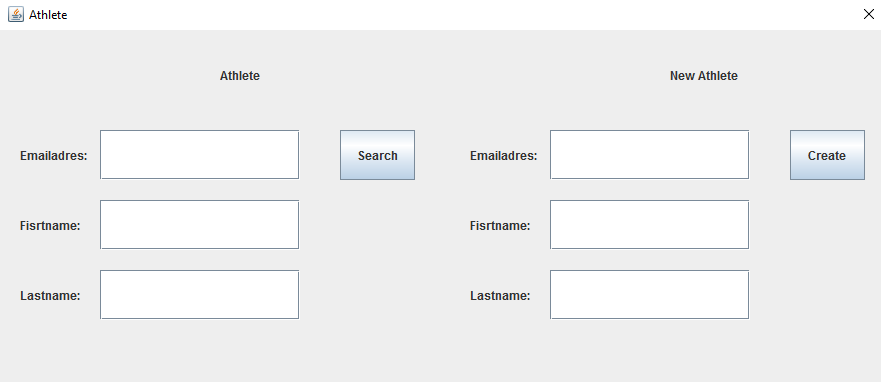 Athlete
Athlete
New Athlete
Emailadres:
Search
Emailadres:
Create
Fisrtname:
Fisrtname:
Lastname:
Lastname: